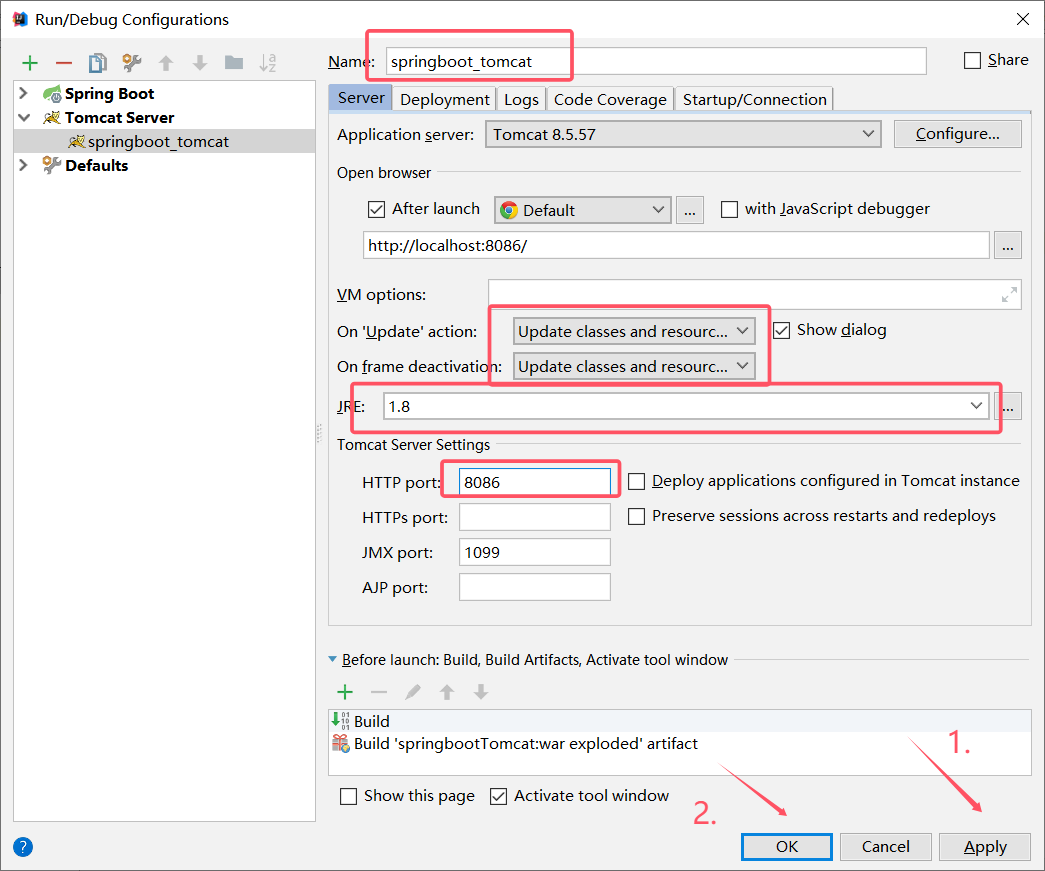 Run/Debug Configurations
Name: springboot_tomcat
Share
Spring Boot
Tomcat Server
springboot_tomcat
Defaults
Server Deployment Logs Code Coverage Startup/Connection
Application server: Tomcat 8.5.57 Configure...
Open browser
After launch Default ... with JavaScript debugger
http://localhost:8086/ ...
VM options:
On 'Update' action: Update classes and resourc... Show dialog
On frame deactivation: Update classes and resourc...
JRE: 1.8 ...
Tomcat Server Settings
HTTP port: 8086 Deploy applications configured in Tomcat instance
HTTPs port: Preserve sessions across restarts and redeploys
JMX port: 1099
AJP port:
Before launch: Build, Build Artifacts, Activate tool window
Build
Build 'springbootTomcat:war exploded' artifact
1.
Show this page Activate tool window
2.
? OK Cancel Apply